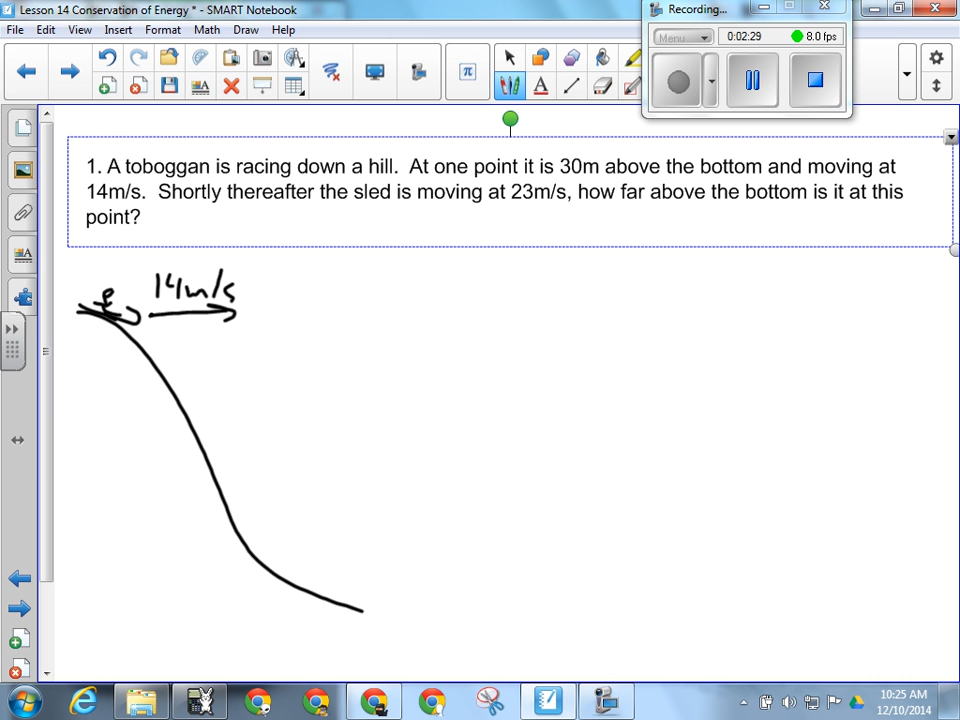 Lesson 14 Conservation of Energy * - SMART Notebook
Recording...
File Edit View Insert Format Math Draw Help
Menu 0:02:29 8.0 fps
1. A toboggan is racing down a hill. At one point it is 30m above the bottom and moving at
14m/s. Shortly thereafter the sled is moving at 23m/s, how far above the bottom is it at this
point?
14m/s
10:25 AM
12/10/2014